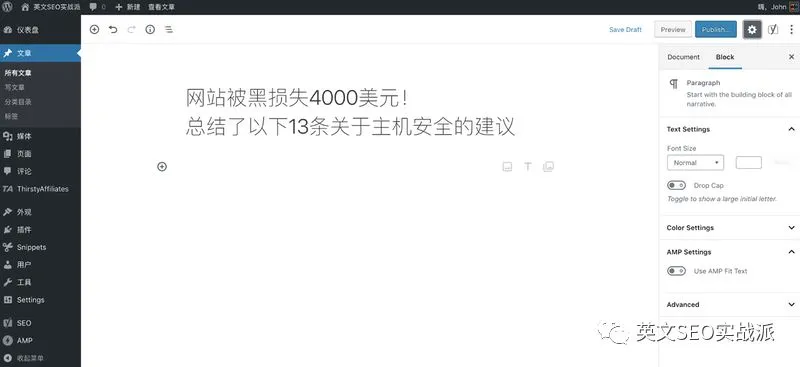 英文SEO实战派
0
新建
查看文章
嗨，John
仪表盘
文章
所有文章
写文章
分类目录
标签
媒体
页面
评论
ThirstyAffiliates
外观
插件
Snippets
用户
工具
Settings
SEO
AMP
收起菜单
Save Draft
Preview
Publish...
网站被黑损失4000美元！
总结了以下13条关于主机安全的建议
Document
Block
Paragraph
Start with the building block of all
narrative.
Text Settings
Font Size
Normal
Drop Cap
Toggle to show a large initial letter.
Color Settings
AMP Settings
Use AMP Fit Text
Advanced
英文SEO实战派